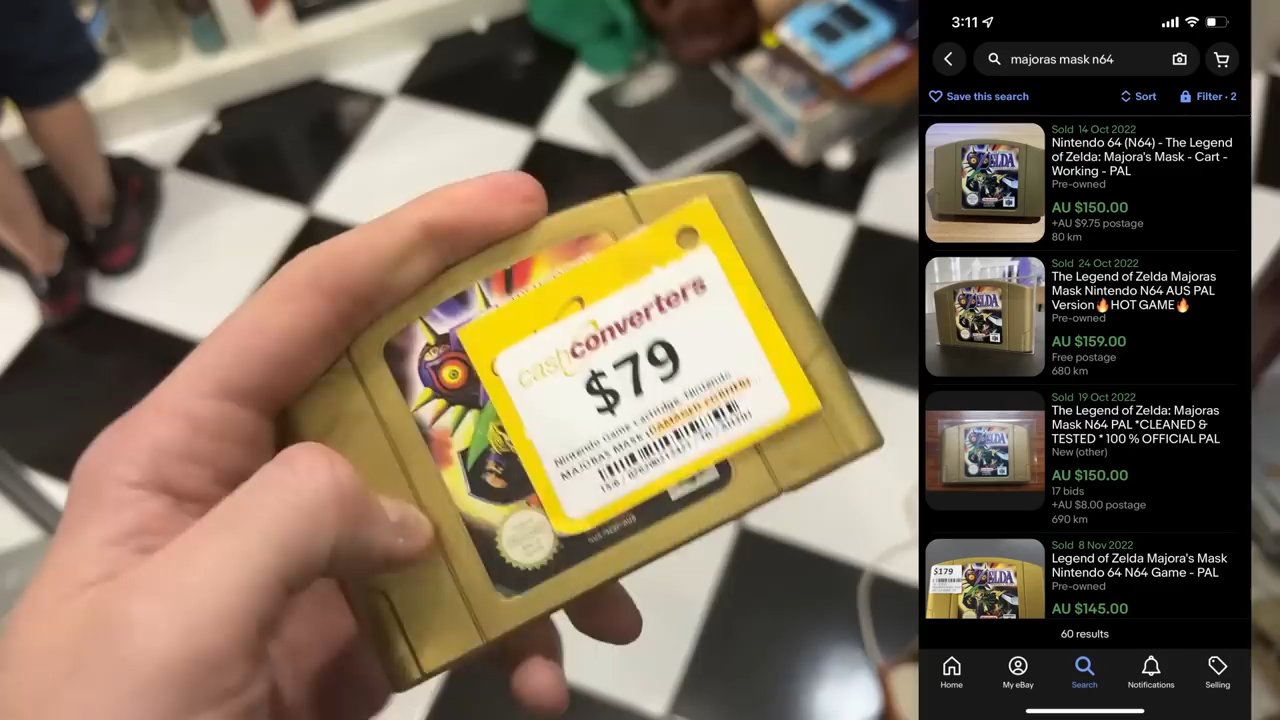 cash converters
$79
Nintendo Game Cartridge, Nintendo
MAJORAS MASK
3:11
majoras mask n64
Save this search
Sort
Filter • 2
Sold 14 Oct 2022
Nintendo 64 (N64) - The Legend
of Zelda: Majora's Mask - Cart -
Working - PAL
Pre-owned
AU $150.00
+AU $9.75 postage
80 km
Sold 24 Oct 2022
The Legend of Zelda Majoras
Mask Nintendo N64 AUS PAL
Version🔥HOT GAME🔥
Pre-owned
AU $159.00
Free postage
680 km
Sold 19 Oct 2022
The Legend of Zelda: Majoras
Mask N64 PAL *CLEANED &
TESTED * 100 % OFFICIAL PAL
New (other)
AU $150.00
17 bids
+AU $8.00 postage
690 km
$179
ZELDA
Sold 8 Nov 2022
Legend of Zelda Majora's Mask
Nintendo 64 N64 Game - PAL
Pre-owned
AU $145.00
60 results
Home
My eBay
Search
Notifications
Selling